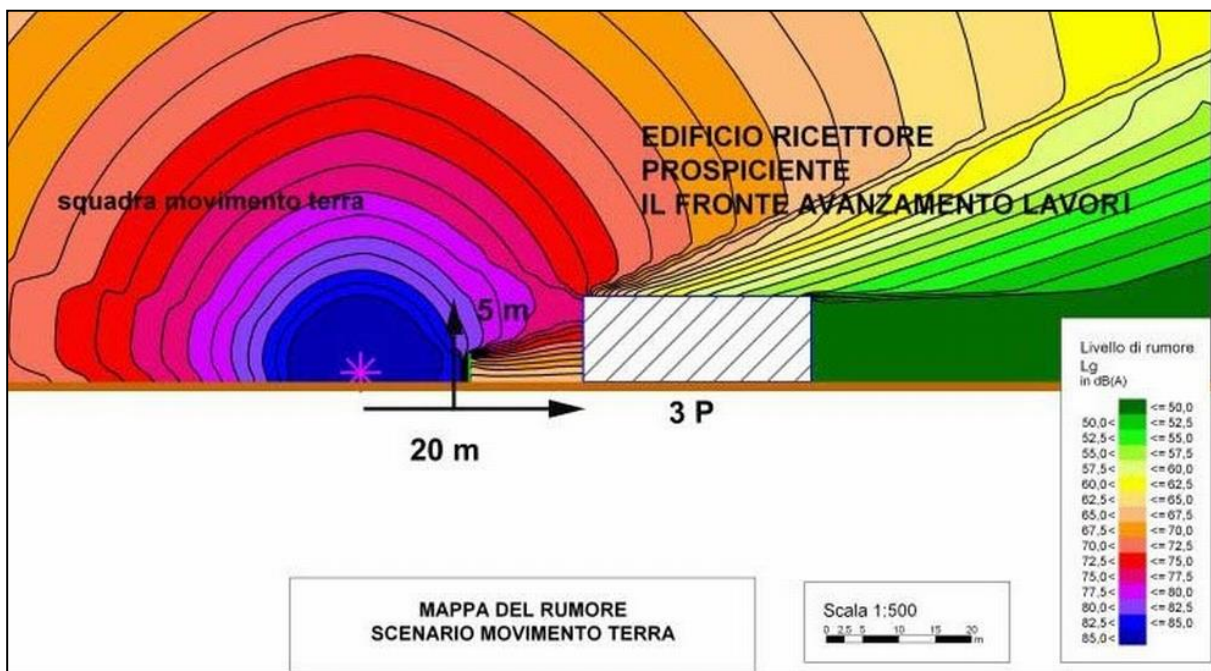 EDIFICIO RICETTORE
PROSPICIENTE
IL FRONTE AVANZAMENTO LAVORI
squadra movimento terra
5 m
3 P
20 m
Livello di rumore
Lg
in dB(A)
<= 50,0
50,0< <= 52,5
52,5< <= 55,0
55,0< <= 57,5
57,5< <= 60,0
60,0< <= 62,5
62,5< <= 65,0
65,0< <= 67,5
67,5< <= 70,0
70,0< <= 72,5
72,5< <= 75,0
75,0< <= 77,5
77,5< <= 80,0
80,0< <= 82,5
82,5< <= 85,0
85,0<
MAPPA DEL RUMORE
SCENARIO MOVIMENTO TERRA
Scala 1:500
0 2,5 5 10 15 20
m